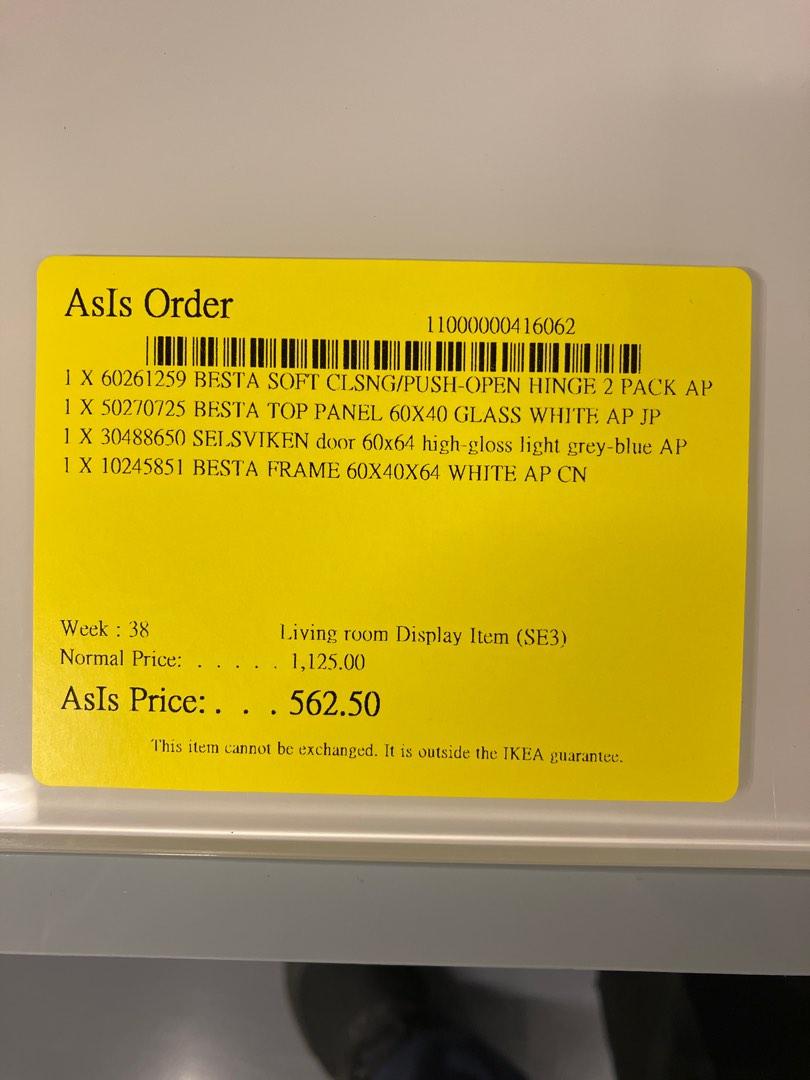 AsIs Order
11000000416062
1 X 60261259 BESTA SOFT CLSNG/PUSH-OPEN HINGE 2 PACK AP
1 X 50270725 BESTA TOP PANEL 60X40 GLASS WHITE AP JP
1 X 30488650 SELSVIKEN door 60x64 high-gloss light grey-blue AP
1 X 10245851 BESTA FRAME 60X40X64 WHITE AP CN
Week : 38 Living room Display Item (SE3)
Normal Price: . . . . . 1,125.00
AsIs Price: . . . 562.50
This item cannot be exchanged. It is outside the IKEA guarantee.